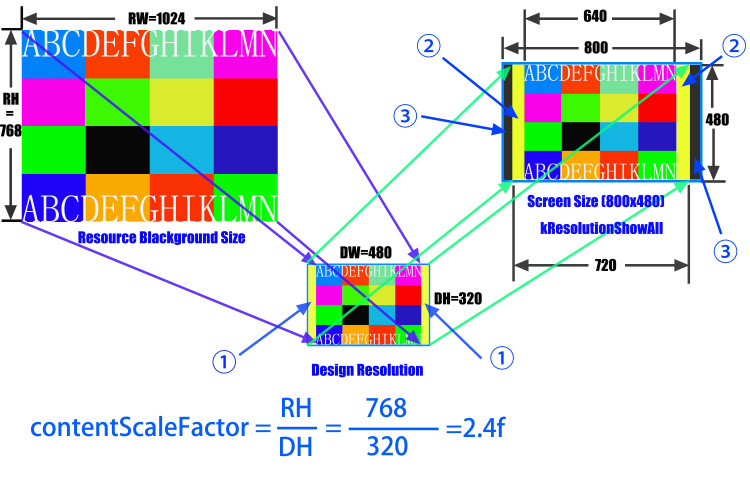 RW=1024
ABCDEFGHIKLMN
RH
=
768
ABCDEFGHIKLMN
Resource Blackground Size
640
800
②
②
ABCDEFGHIKLMN
③
480
ABCDEFGHIKLMN
Screen Size (800x480)
kResolutionShowAll
③
720
DW=480
ABCDEFGHIKLMN
DH=320
ABCDEFGHIKLMN
①
①
Design Resolution
contentScaleFactor = RH / DH = 768 / 320 =2.4f